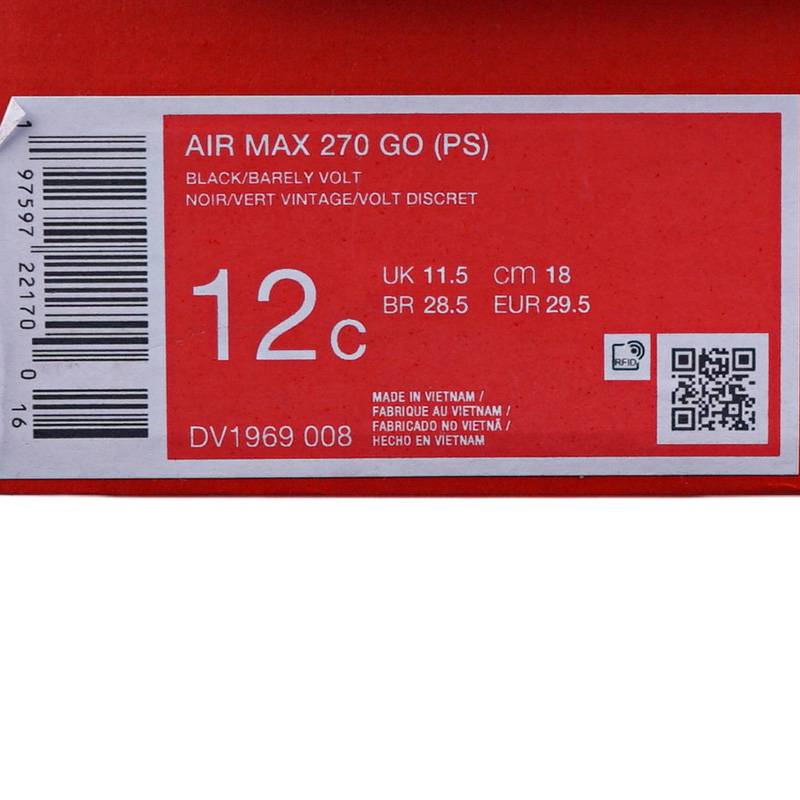 1 97597 22170 0 16
AIR MAX 270 GO (PS)
BLACK/BARELY VOLT
NOIR/VERT VINTAGE/VOLT DISCRET
12c
UK 11.5 cm 18
BR 28.5 EUR 29.5
RFID
DV1969 008
MADE IN VIETNAM /
FABRIQUE AU VIETNAM /
FABRICADO NO VIETNÃ /
HECHO EN VIETNAM